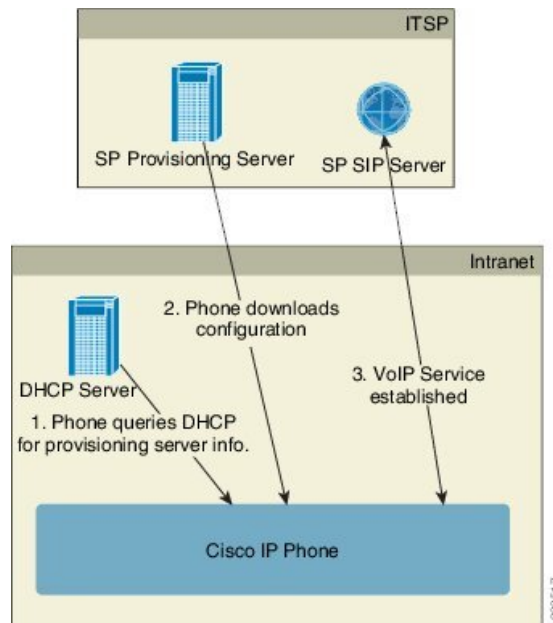 ITSP
SP Provisioning Server
SP SIP Server
Intranet
2. Phone downloads
configuration
DHCP Server
3. VoIP Service
established
1. Phone queries DHCP
for provisioning server info.
Cisco IP Phone